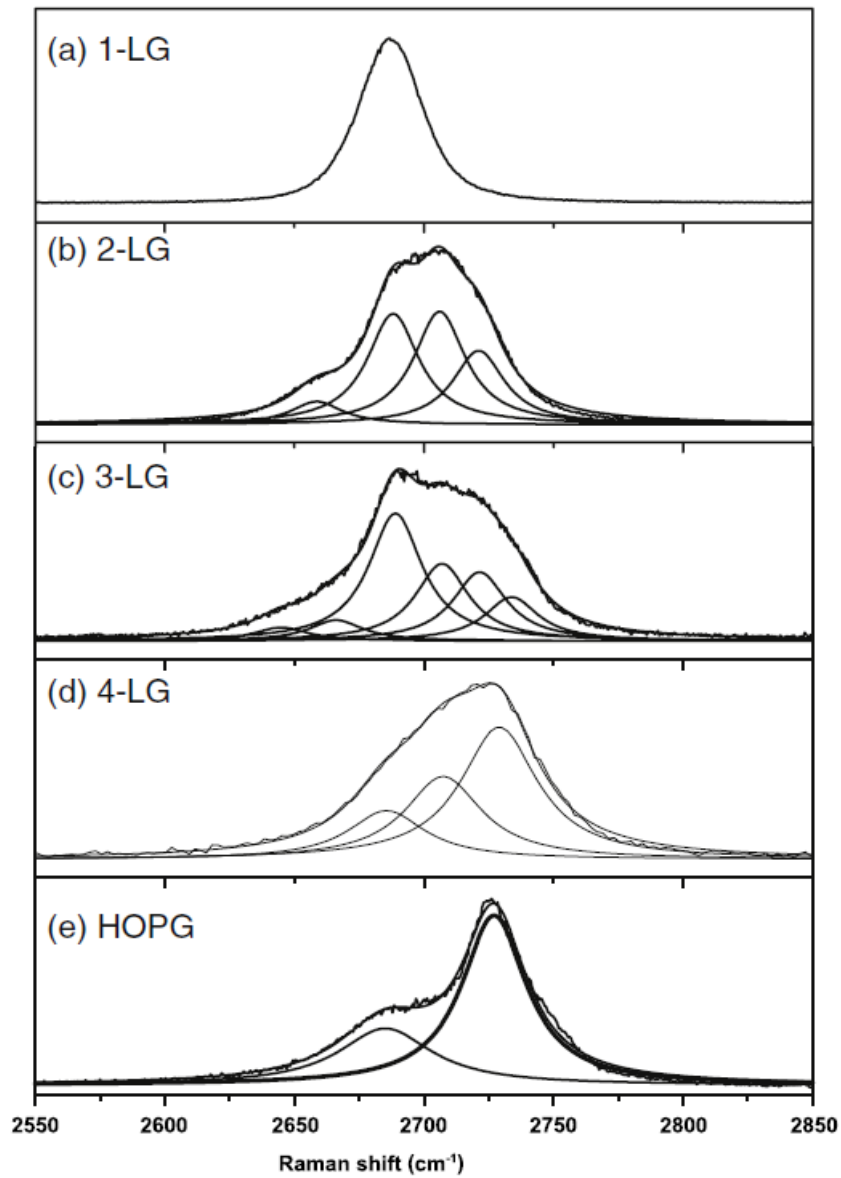 (a) 1-LG
(b) 2-LG
(c) 3-LG
(d) 4-LG
(e) HOPG
2550 2600 2650 2700 2750 2800 2850
Raman shift (cm⁻¹)